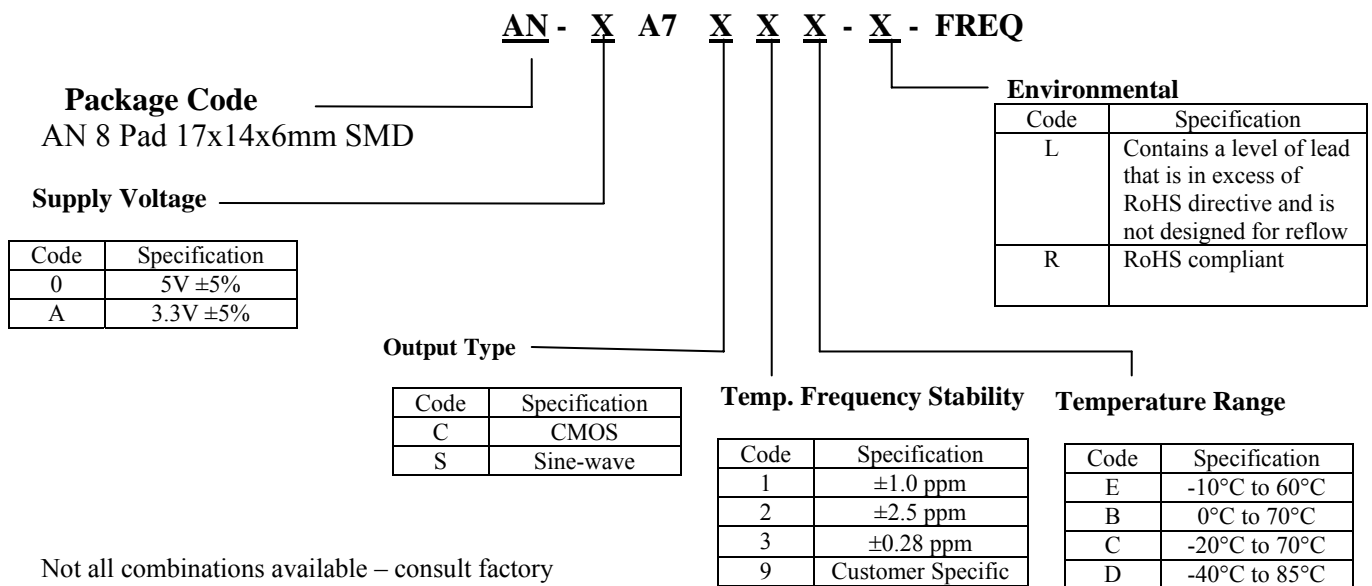 AN - X A7 X X X - X - FREQ
Package Code
AN 8 Pad 17x14x6mm SMD
Supply Voltage
Code Specification
0 5V ±5%
A 3.3V ±5%
Environmental
Code Specification
L Contains a level of lead
that is in excess of
RoHS directive and is
not designed for reflow
R RoHS compliant
Output Type
Code Specification
C CMOS
S Sine-wave
Temp. Frequency Stability
Code Specification
1 ±1.0 ppm
2 ±2.5 ppm
3 ±0.28 ppm
9 Customer Specific
Temperature Range
Code Specification
E -10°C to 60°C
B 0°C to 70°C
C -20°C to 70°C
D -40°C to 85°C
Not all combinations available – consult factory